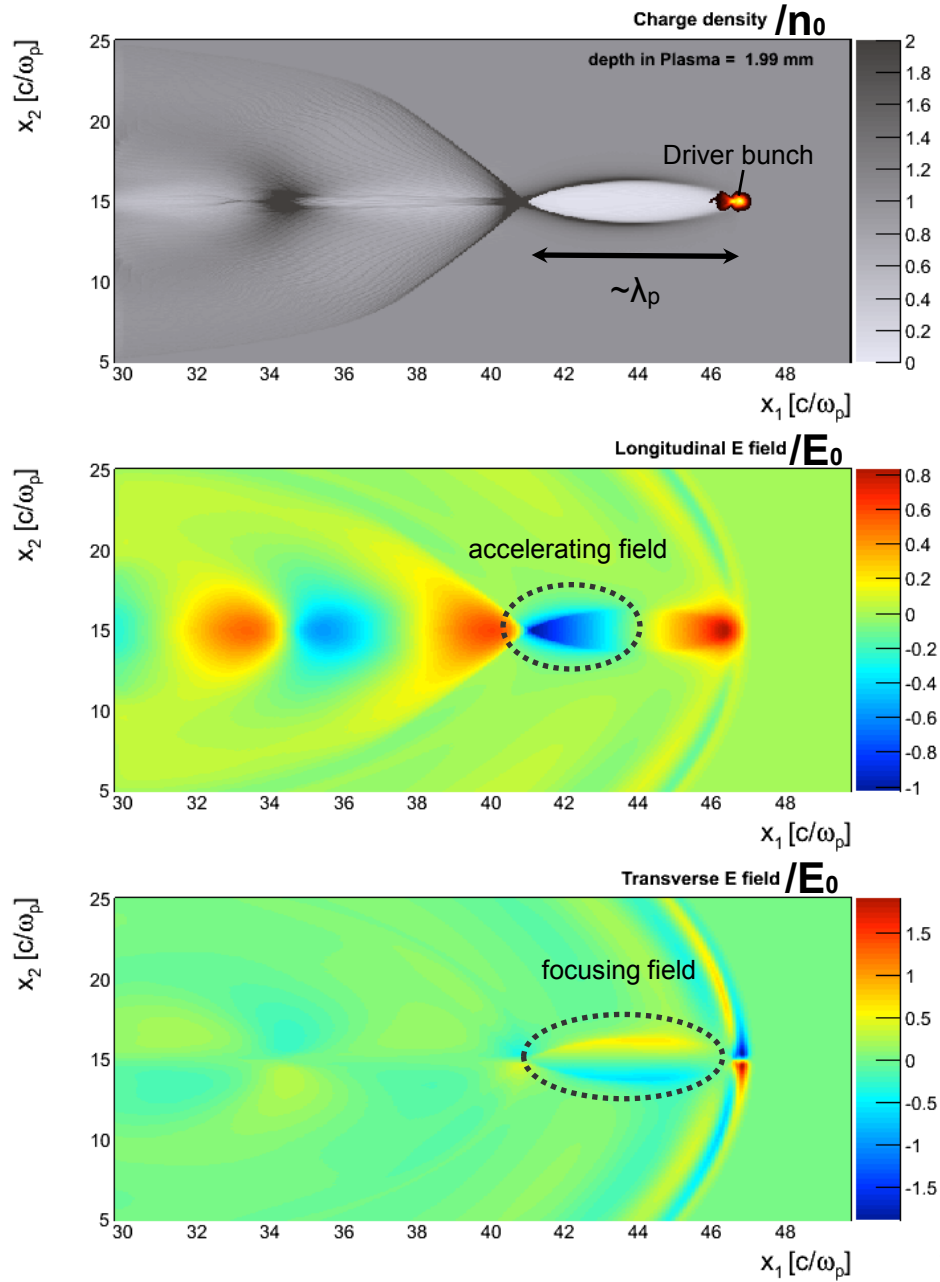 Charge density /n₀
depth in Plasma = 1.99 mm
Driver bunch
~λₚ
x₂ [c/ωₚ]
25
20
15
10
5
30 32 34 36 38 40 42 44 46 48
x₁ [c/ωₚ]
2
1.8
1.6
1.4
1.2
1
0.8
0.6
0.4
0.2
0
Longitudinal E field /E₀
accelerating field
x₂ [c/ωₚ]
25
20
15
10
5
30 32 34 36 38 40 42 44 46 48
x₁ [c/ωₚ]
0.8
0.6
0.4
0.2
0
-0.2
-0.4
-0.6
-0.8
-1
Transverse E field /E₀
focusing field
x₂ [c/ωₚ]
25
20
15
10
5
30 32 34 36 38 40 42 44 46 48
x₁ [c/ωₚ]
1.5
1
0.5
0
-0.5
-1
-1.5